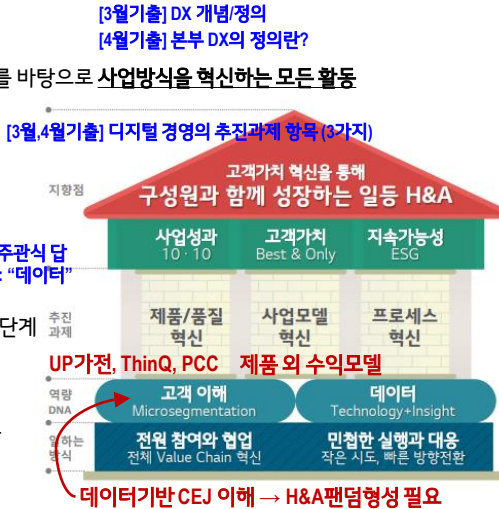 [3월기출] DX 개념/정의
[4월기출] 본부 DX의 정의란?
를 바탕으로 사업방식을 혁신하는 모든 활동
[3월,4월기출] 디지털 경영의 추진과제 항목 (3가지)
지향점
고객가치 혁신을 통해
구성원과 함께 성장하는 일등 H&A
사업성과
10 · 10
고객가치
Best & Only
지속가능성
ESG
주관식 답
: “데이터”
단계
추진
과제
제품/품질
혁신
사업모델
혁신
프로세스
혁신
UP가전, ThinQ, PCC 제품 외 수익모델
역량
DNA
고객 이해
Microsegmentation
데이터
Technology+Insight
일하는
방식
전원 참여와 협업
전체 Value Chain 혁신
민첩한 실행과 대응
작은 시도, 빠른 방향전환
데이터기반 CEJ 이해 → H&A팬덤형성 필요